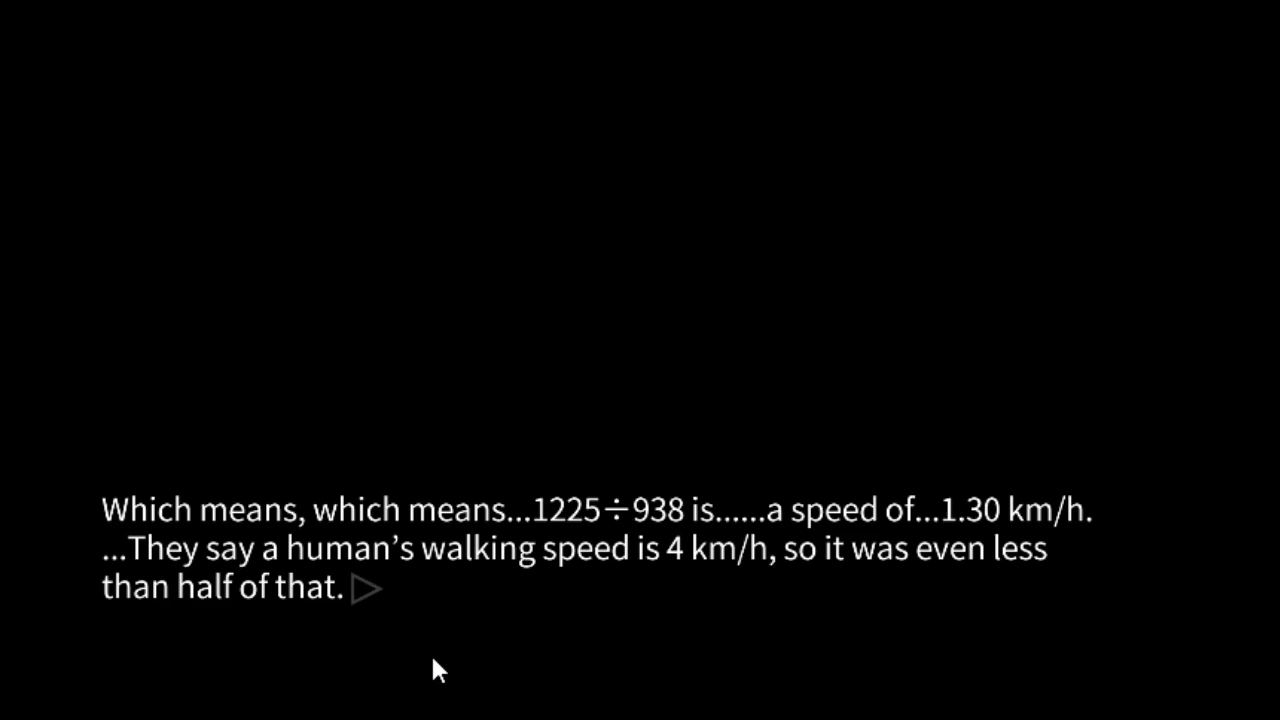 Which means, which means...1225÷938 is......a speed of...1.30 km/h.
...They say a human’s walking speed is 4 km/h, so it was even less
than half of that.